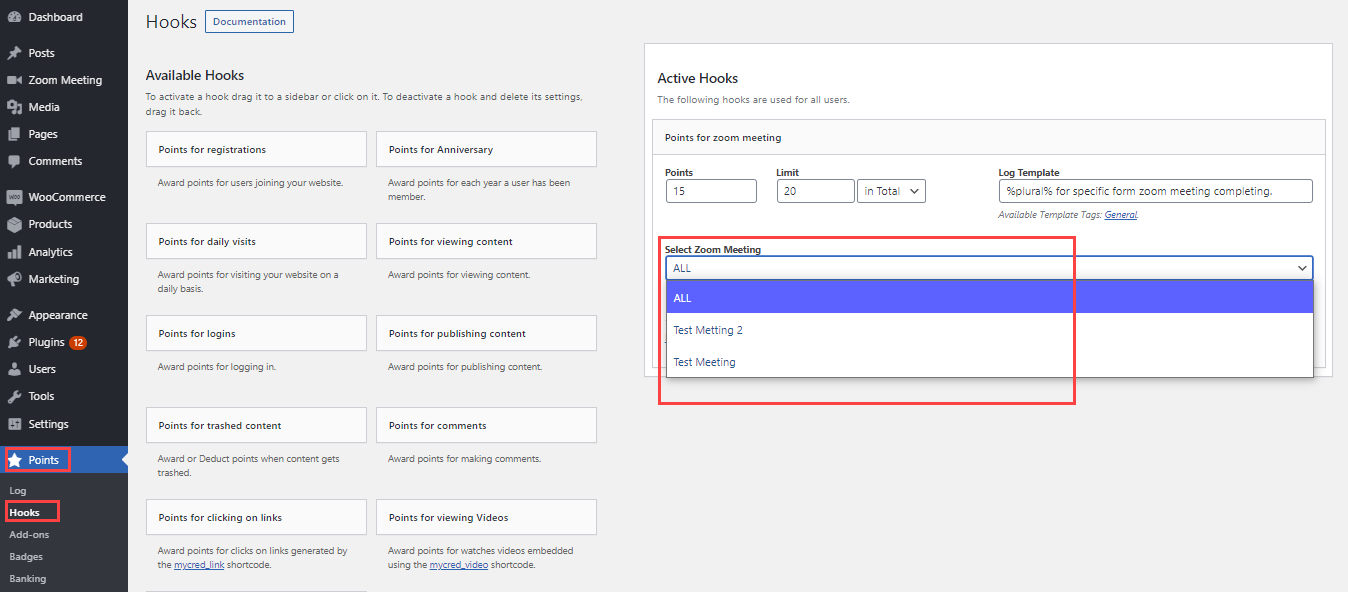 Dashboard
Posts
Zoom Meeting
Media
Pages
Comments
WooCommerce
Products
Analytics
Marketing
Appearance
Plugins 12
Users
Tools
Settings
Points
Log
Hooks
Add-ons
Badges
Banking
Hooks Documentation
Available Hooks
To activate a hook drag it to a sidebar or click on it. To deactivate a hook and delete its settings,
drag it back.
Points for registrations
Award points for users joining your website.
Points for Anniversary
Award points for each year a user has been
member.
Points for daily visits
Award points for visiting your website on a
daily basis.
Points for viewing content
Award points for viewing content.
Points for logins
Award points for logging in.
Points for publishing content
Award points for publishing content.
Points for trashed content
Award or Deduct points when content gets
trashed.
Points for comments
Award points for making comments.
Points for clicking on links
Award points for clicks on links generated by
the mycred_link shortcode.
Points for viewing Videos
Award points for watches videos embedded
using the mycred_video shortcode.
Active Hooks
The following hooks are used for all users.
Points for zoom meeting
Points Limit Log Template
15 20 in Total %plural% for specific form zoom meeting completing.
Available Template Tags: General.
Select Zoom Meeting
ALL
ALL
Test Metting 2
Test Meeting